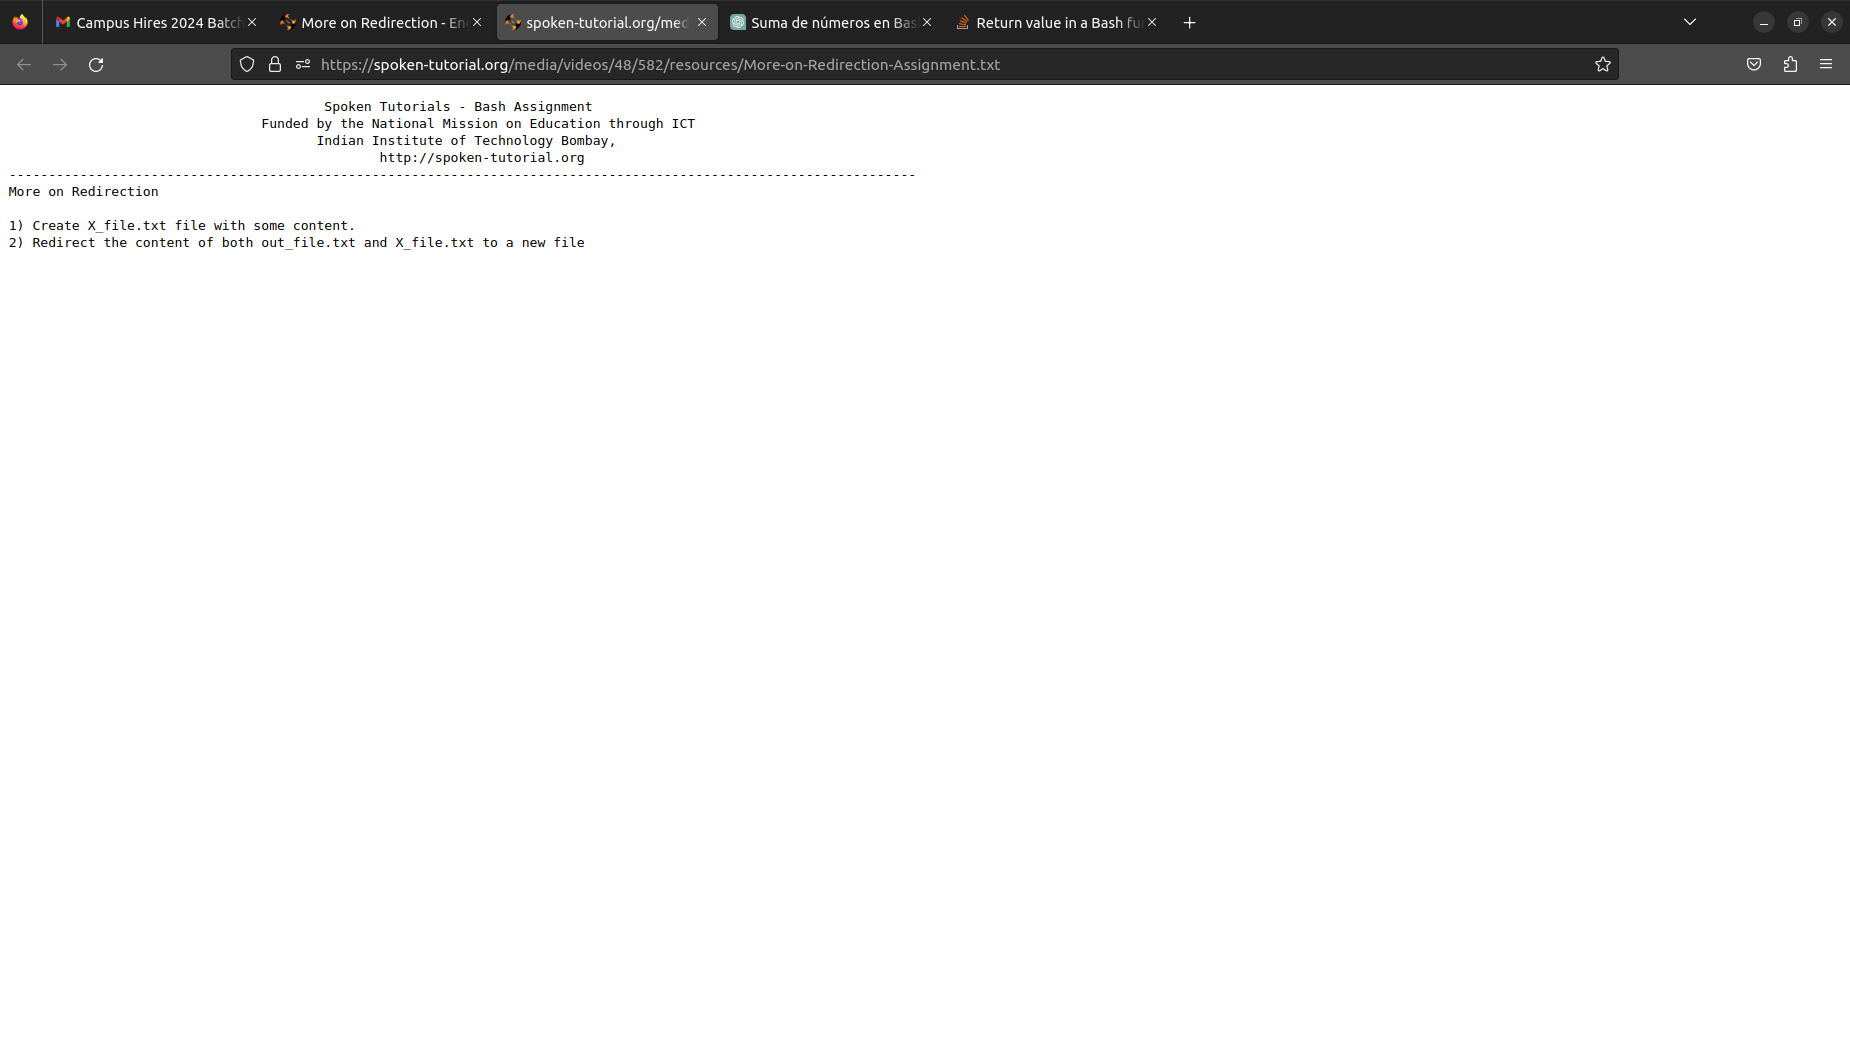 Campus Hires 2024 Batch
More on Redirection - En
spoken-tutorial.org/med
Suma de números en Bas
Return value in a Bash fu
https://spoken-tutorial.org/media/videos/48/582/resources/More-on-Redirection-Assignment.txt
Spoken Tutorials - Bash Assignment
Funded by the National Mission on Education through ICT
Indian Institute of Technology Bombay,
http://spoken-tutorial.org
-------------------------------------------------------------------------------------------------------------------
More on Redirection
1) Create X_file.txt file with some content.
2) Redirect the content of both out_file.txt and X_file.txt to a new file